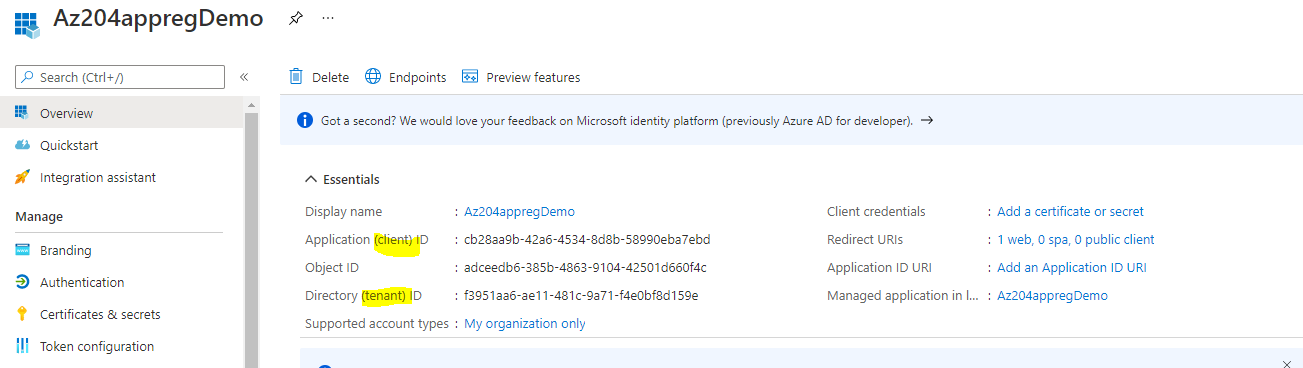 Az204appregDemo
Search (Ctrl+/)
Delete
Endpoints
Preview features
Overview
Quickstart
Integration assistant
Manage
Branding
Authentication
Certificates & secrets
Token configuration
Got a second? We would love your feedback on Microsoft identity platform (previously Azure AD for developer).
Essentials
Display name : Az204appregDemo
Application (client) ID : cb28aa9b-42a6-4534-8d8b-58990eba7ebd
Object ID : adceedb6-385b-4863-9104-42501d660f4c
Directory (tenant) ID : f3951aa6-ae11-481c-9a71-f4e0bf8d159e
Supported account types : My organization only
Client credentials : Add a certificate or secret
Redirect URIs : 1 web, 0 spa, 0 public client
Application ID URI : Add an Application ID URI
Managed application in l... : Az204appregDemo